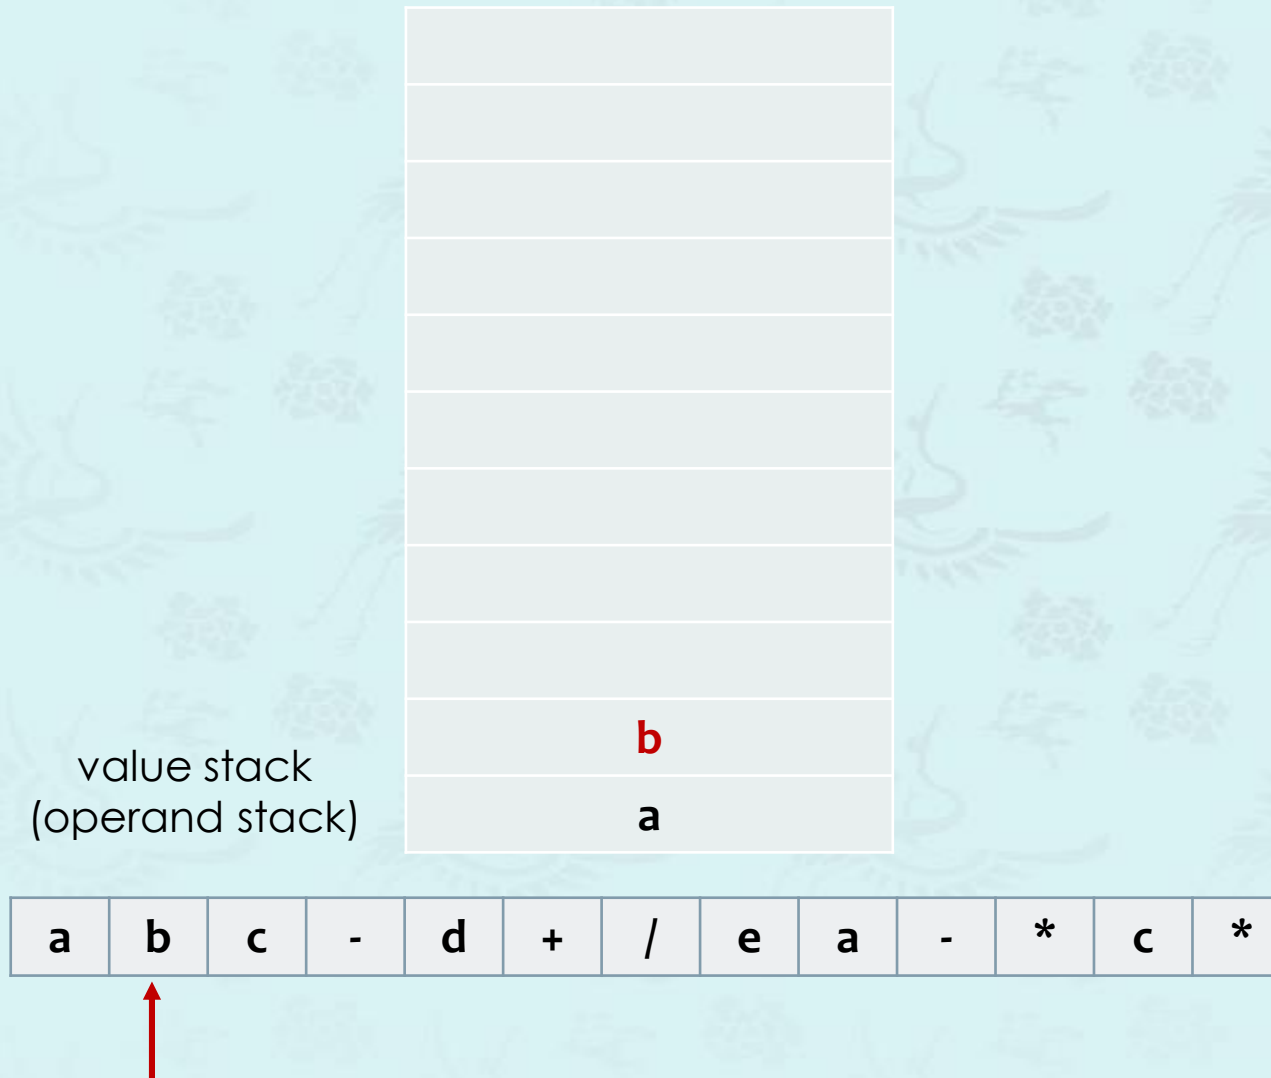 b
value stack
(operand stack)
a
a b c - d + / e a - * c *